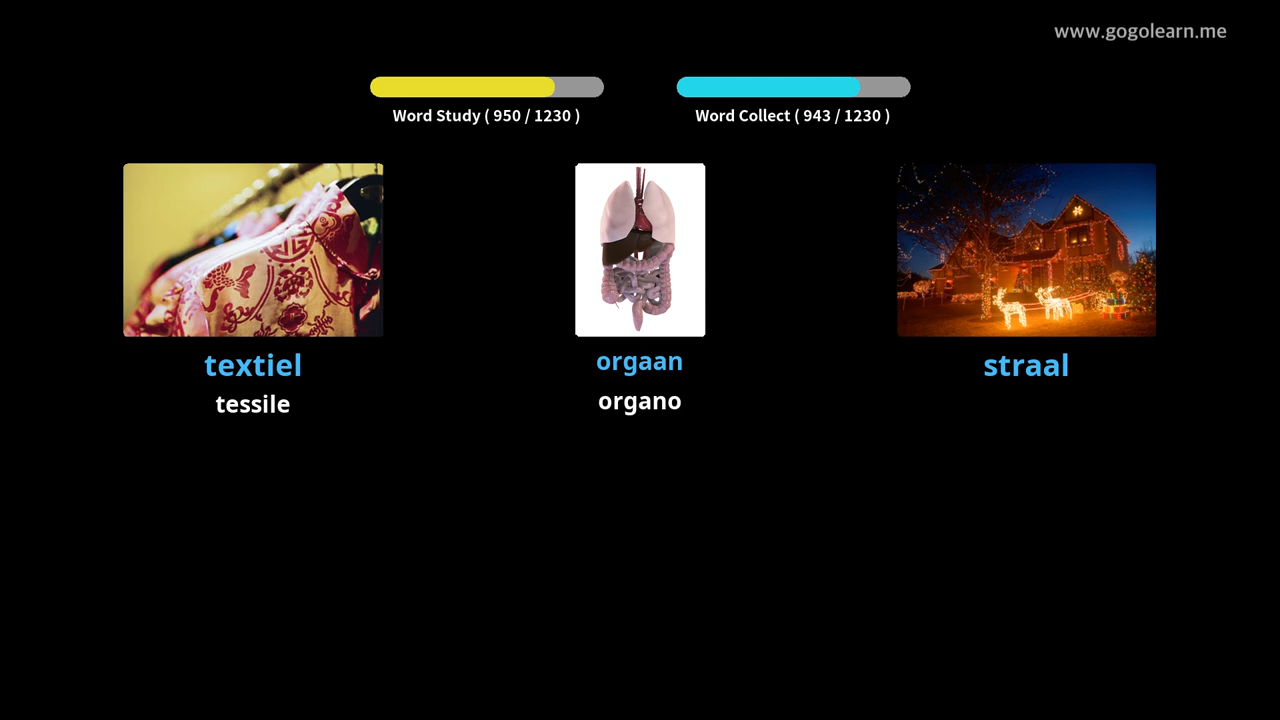 www.gogolearn.me
Word Study ( 950 / 1230 )
Word Collect ( 943 / 1230 )
textiel
tessile
orgaan
organo
straal